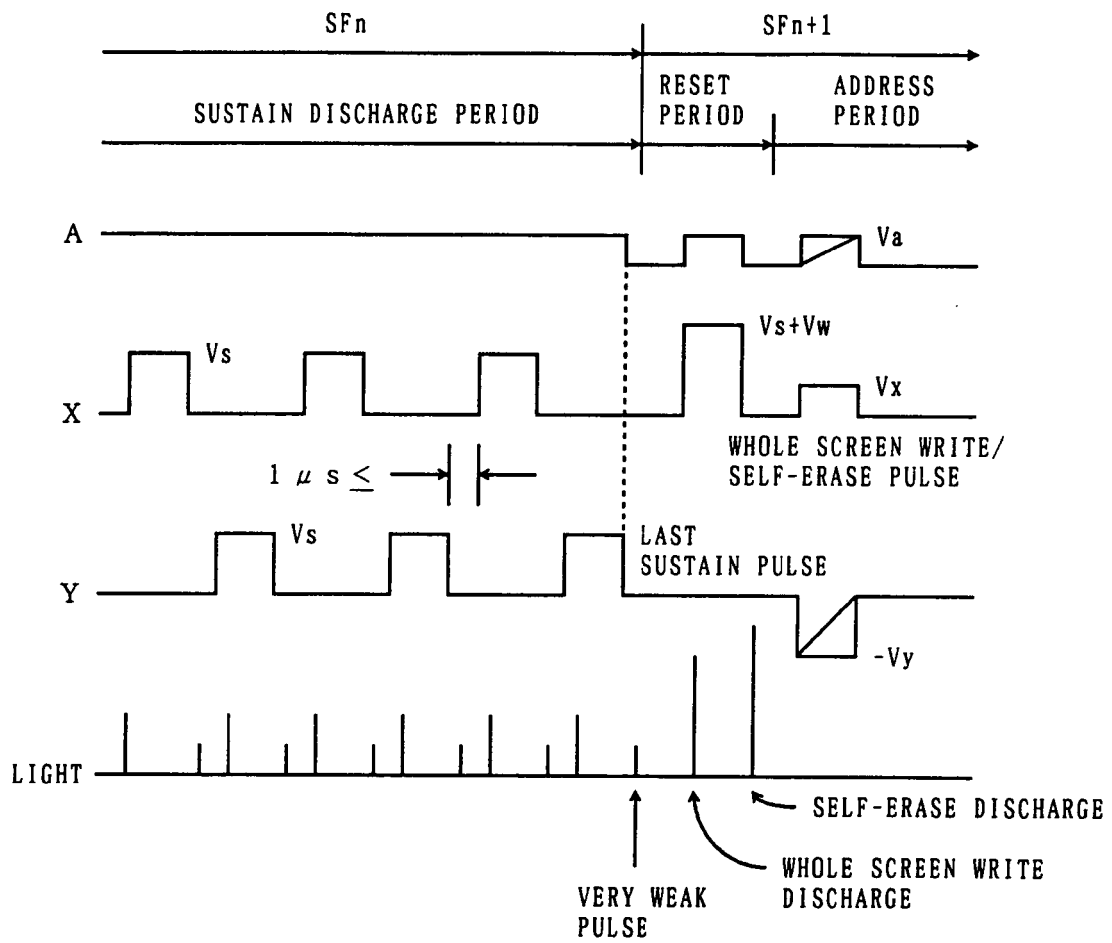 SFn
SFn+1
SUSTAIN DISCHARGE PERIOD
RESET
PERIOD
ADDRESS
PERIOD
A
Va
Vs+Vw
Vs
Vx
X
WHOLE SCREEN WRITE/
SELF-ERASE PULSE
1 μs ≤
Vs
LAST
SUSTAIN PULSE
Y
-Vy
LIGHT
SELF-ERASE DISCHARGE
WHOLE SCREEN WRITE
DISCHARGE
VERY WEAK
PULSE